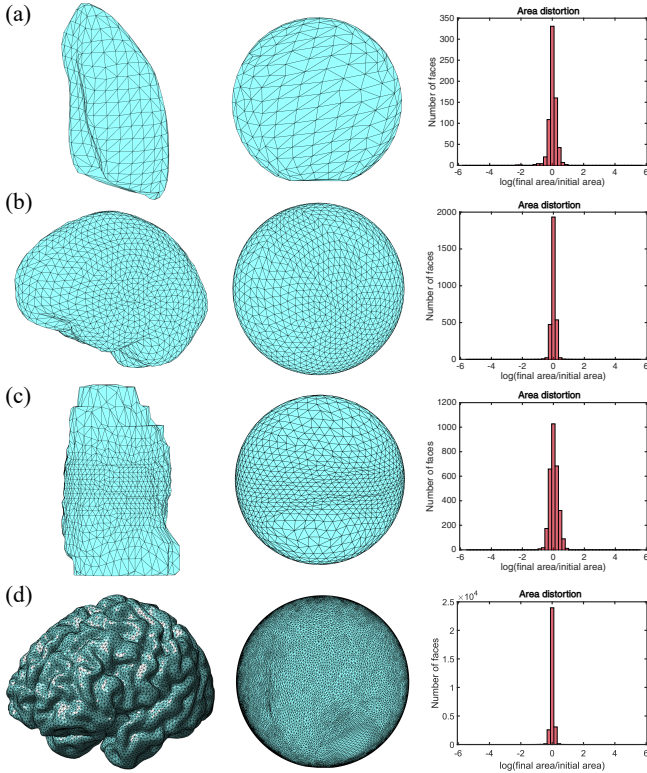 (a)
Area distortion
Number of faces
350
300
250
200
150
100
50
0
-6 -4 -2 0 2 4 6
log(final area/initial area)
(b)
Area distortion
Number of faces
2000
1500
1000
500
0
-6 -4 -2 0 2 4 6
log(final area/initial area)
(c)
Area distortion
Number of faces
1200
1000
800
600
400
200
0
-6 -4 -2 0 2 4 6
log(final area/initial area)
(d)
Area distortion
×10⁴
Number of faces
2.5
2
1.5
1
0.5
0
-6 -4 -2 0 2 4 6
log(final area/initial area)